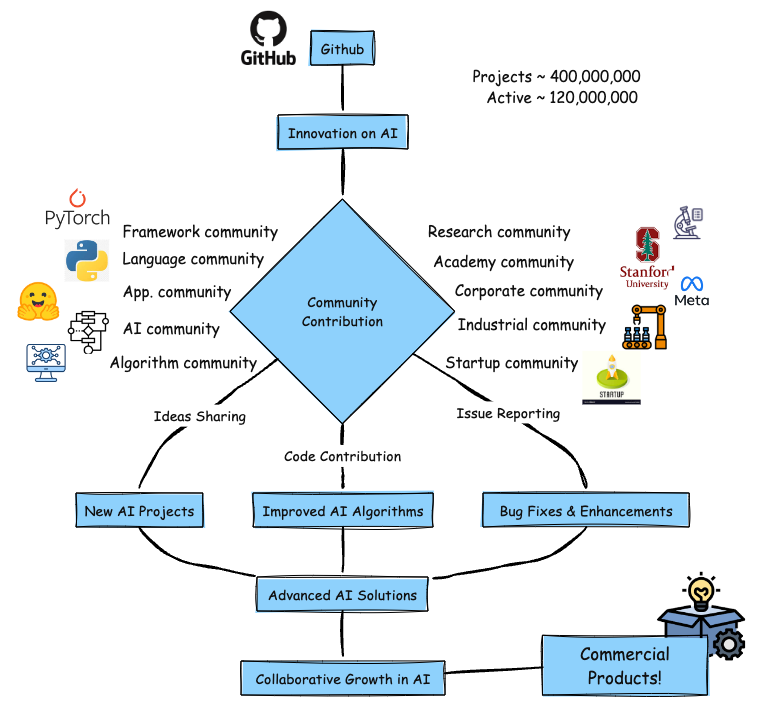 GitHub
Github
Projects ~ 400,000,000
Active ~ 120,000,000
Innovation on AI
PyTorch
Framework community
Language community
App. community
AI community
Algorithm community
Community
Contribution
Research community
Academy community
Stanford
University
Corporate community
Meta
Industrial community
Startup community
STARTUP
Ideas Sharing
Issue Reporting
Code Contribution
New AI Projects
Improved AI Algorithms
Bug Fixes & Enhancements
Advanced AI Solutions
Collaborative Growth in AI
Commercial
Products!